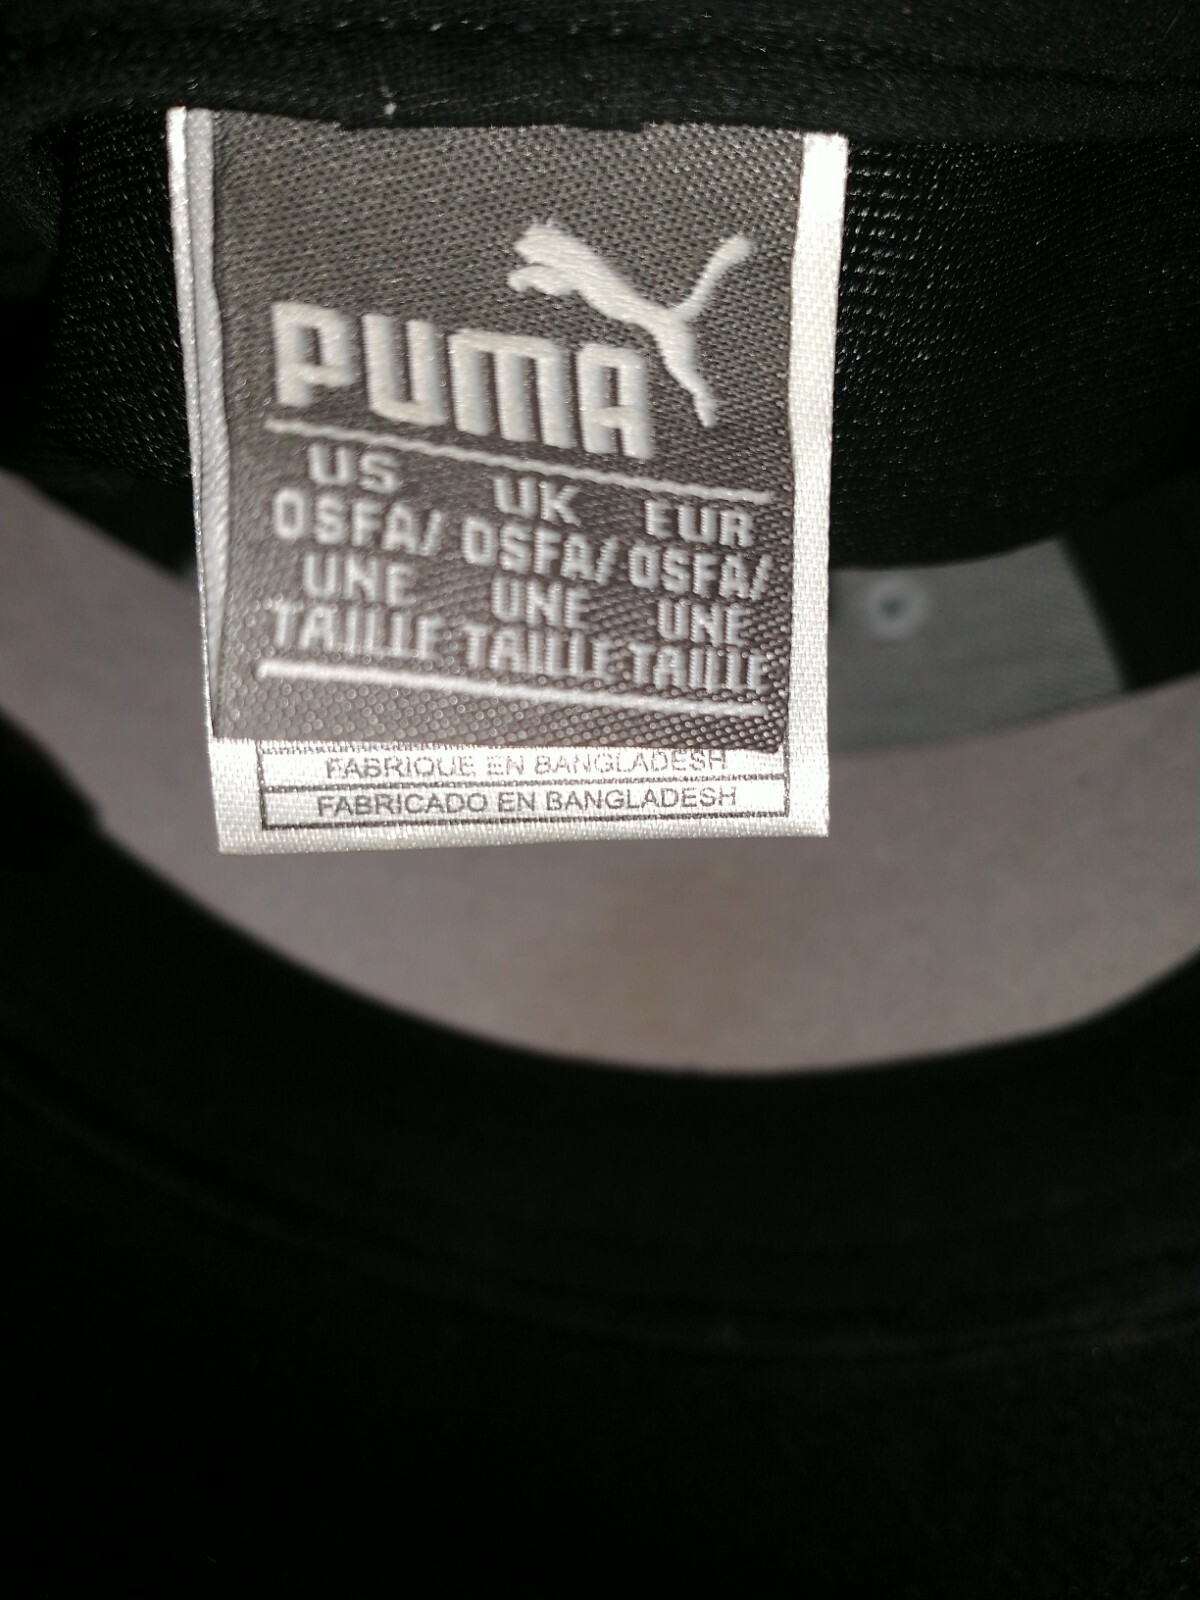 PUMA
US UK EUR
OSFA/ OSFA/ OSFA/
UNE UNE UNE
TAILLE TAILLE TAILLE
FABRIQUE EN BANGLADESH
FABRICADO EN BANGLADESH